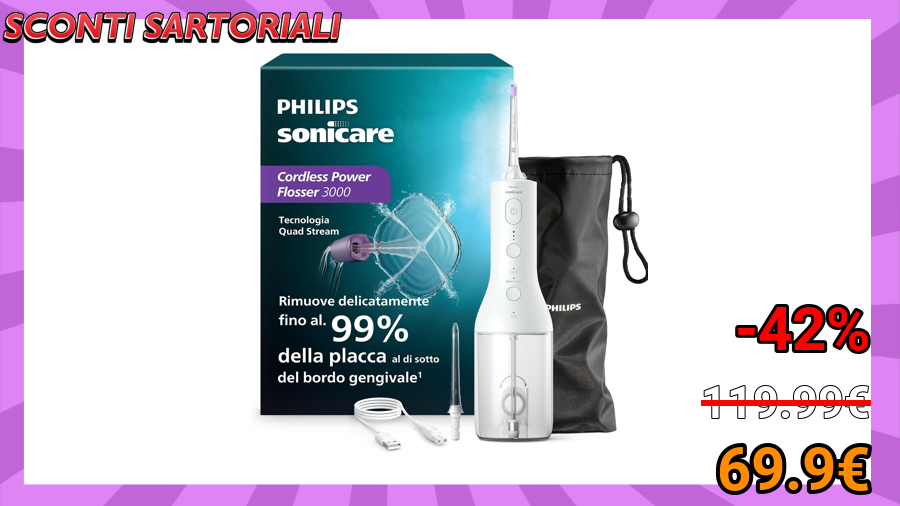 SCONTI SARTORIALI
PHILIPS
sonicare
Cordless Power
Flosser 3000
Tecnologia
Quad Stream
Rimuove delicatamente
fino al. 99%
della placca al di sotto
del bordo gengivale¹
sonicare
PHILIPS
-42%
119.99€
69.9€